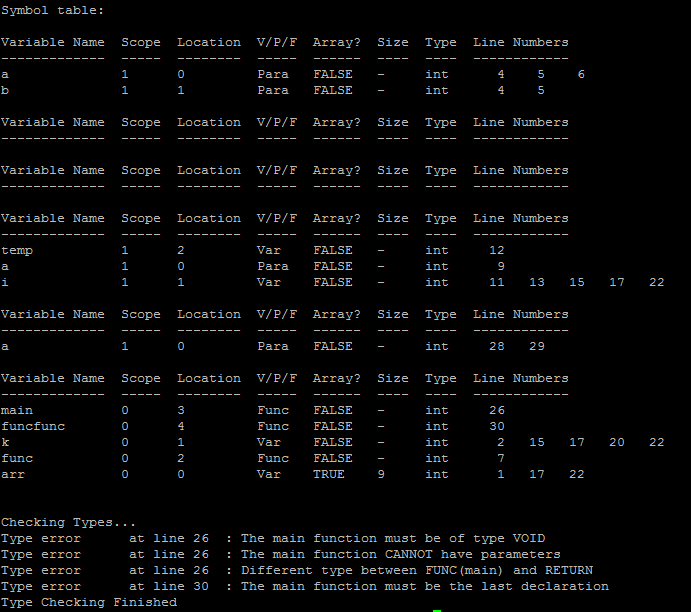 Symbol table:
Variable Name  Scope  Location  V/P/F  Array?  Size  Type  Line Numbers
-------------  -----  --------  -----  ------  ----  ----  ------------
a              1      0         Para   FALSE   -     int      4    5    6
b              1      1         Para   FALSE   -     int      4    5
Variable Name  Scope  Location  V/P/F  Array?  Size  Type  Line Numbers
-------------  -----  --------  -----  ------  ----  ----  ------------
Variable Name  Scope  Location  V/P/F  Array?  Size  Type  Line Numbers
-------------  -----  --------  -----  ------  ----  ----  ------------
Variable Name  Scope  Location  V/P/F  Array?  Size  Type  Line Numbers
-------------  -----  --------  -----  ------  ----  ----  ------------
temp           1      2         Var    FALSE   -     int     12
a              1      0         Para   FALSE   -     int      9
i              1      1         Var    FALSE   -     int     11   13   15   17   22
Variable Name  Scope  Location  V/P/F  Array?  Size  Type  Line Numbers
-------------  -----  --------  -----  ------  ----  ----  ------------
a              1      0         Para   FALSE   -     int     28   29
Variable Name  Scope  Location  V/P/F  Array?  Size  Type  Line Numbers
-------------  -----  --------  -----  ------  ----  ----  ------------
main           0      3         Func   FALSE   -     int     26
funcfunc       0      4         Func   FALSE   -     int     30
k              0      1         Var    FALSE   -     int      2   15   17   20   22
func           0      2         Func   FALSE   -     int      7
arr            0      0         Var    TRUE    9     int      1   17   22
Checking Types...
Type error      at line 26  : The main function must be of type VOID
Type error      at line 26  : The main function CANNOT have parameters
Type error      at line 26  : Different type between FUNC(main) and RETURN
Type error      at line 30  : The main function must be the last declaration
Type Checking Finished